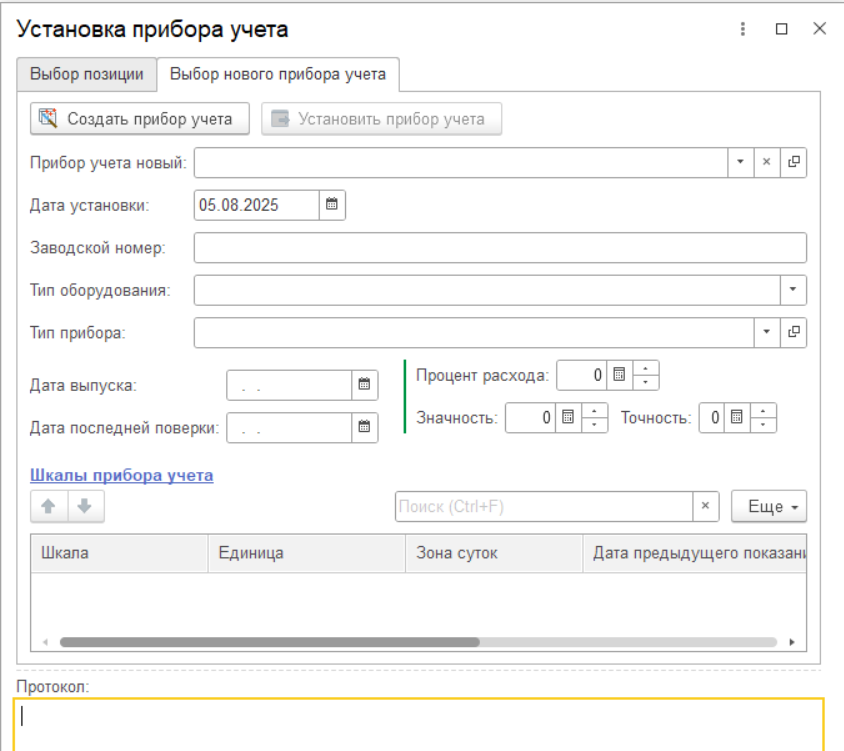 Установка прибора учета
Выбор позиции Выбор нового прибора учета
Создать прибор учета Установить прибор учета
Прибор учета новый:
Дата установки: 05.08.2025
Заводской номер:
Тип оборудования:
Тип прибора:
Процент расхода: 0
Дата выпуска: . .
Значность: 0 Точность: 0
Дата последней поверки: . .
Шкалы прибора учета
Поиск (Ctrl+F) Еще
Шкала Единица Зона суток Дата предыдущего показани
Протокол: